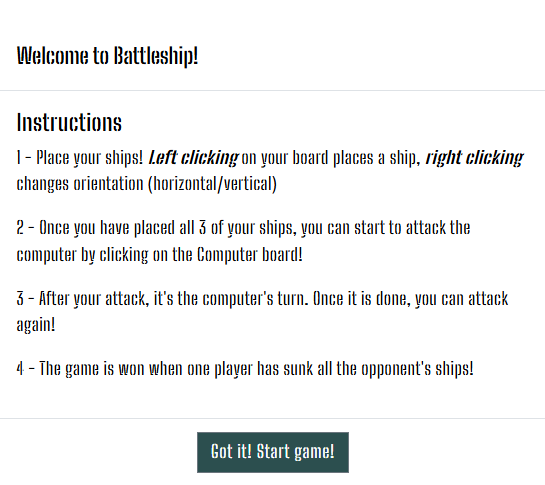 Welcome to Battleship!
Instructions
1 - Place your ships! Left clicking on your board places a ship, right clicking
changes orientation (horizontal/vertical)
2 - Once you have placed all 3 of your ships, you can start to attack the
computer by clicking on the Computer board!
3 - After your attack, it's the computer's turn. Once it is done, you can attack
again!
4 - The game is won when one player has sunk all the opponent's ships!
Got it! Start game!